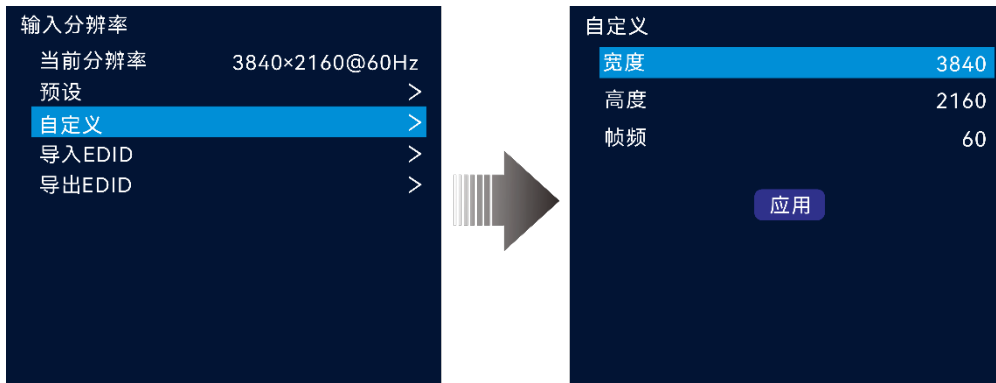 输入分辨率
当前分辨率 3840×2160@60Hz
预设 >
自定义 >
导入EDID >
导出EDID >
自定义
宽度 3840
高度 2160
帧频 60
应用